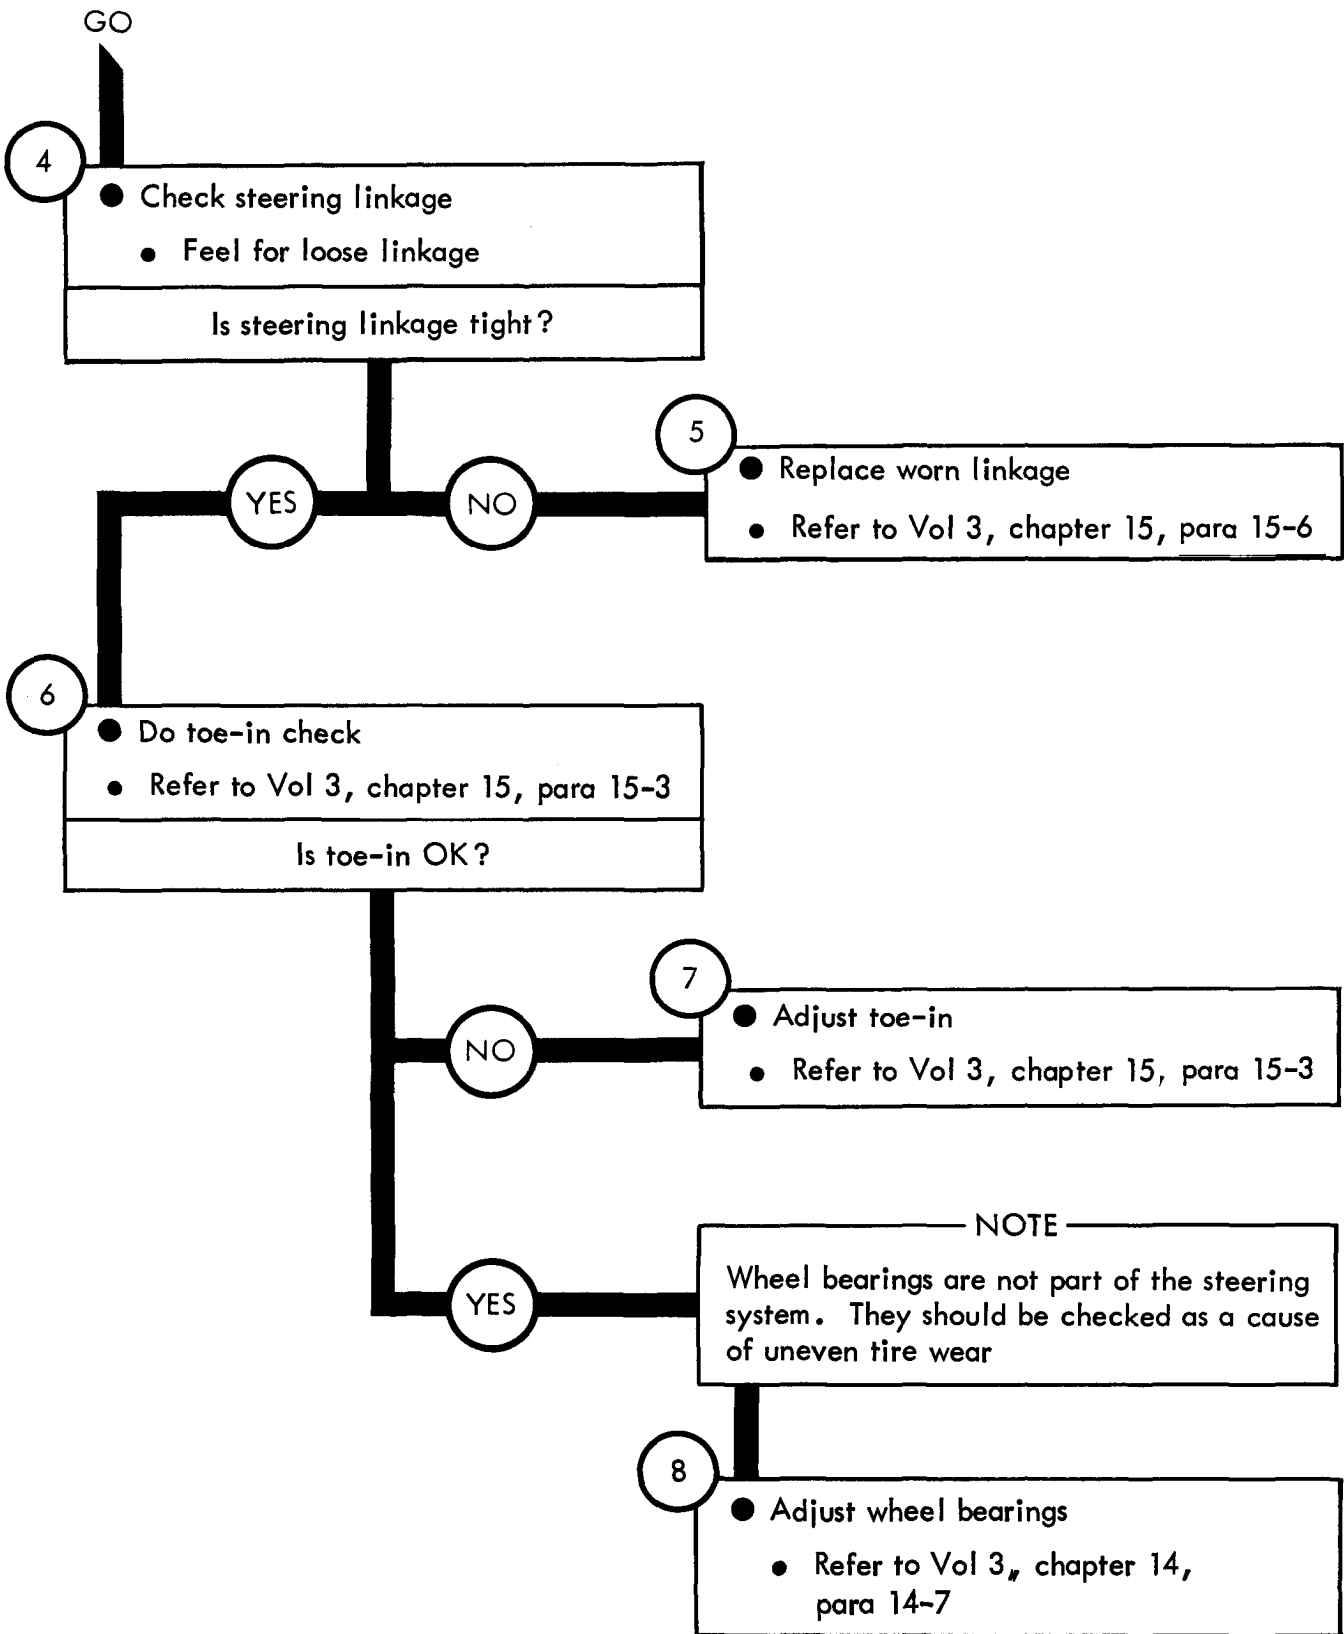 GO
4
● Check steering linkage
● Feel for loose linkage
Is steering linkage tight?
YES
NO
5
● Replace worn linkage
● Refer to Vol 3, chapter 15, para 15-6
6
● Do toe-in check
● Refer to Vol 3, chapter 15, para 15-3
Is toe-in OK?
NO
7
● Adjust toe-in
● Refer to Vol 3, chapter 15, para 15-3
YES
NOTE
Wheel bearings are not part of the steering
system. They should be checked as a cause
of uneven tire wear
8
● Adjust wheel bearings
● Refer to Vol 3,, chapter 14,
para 14-7